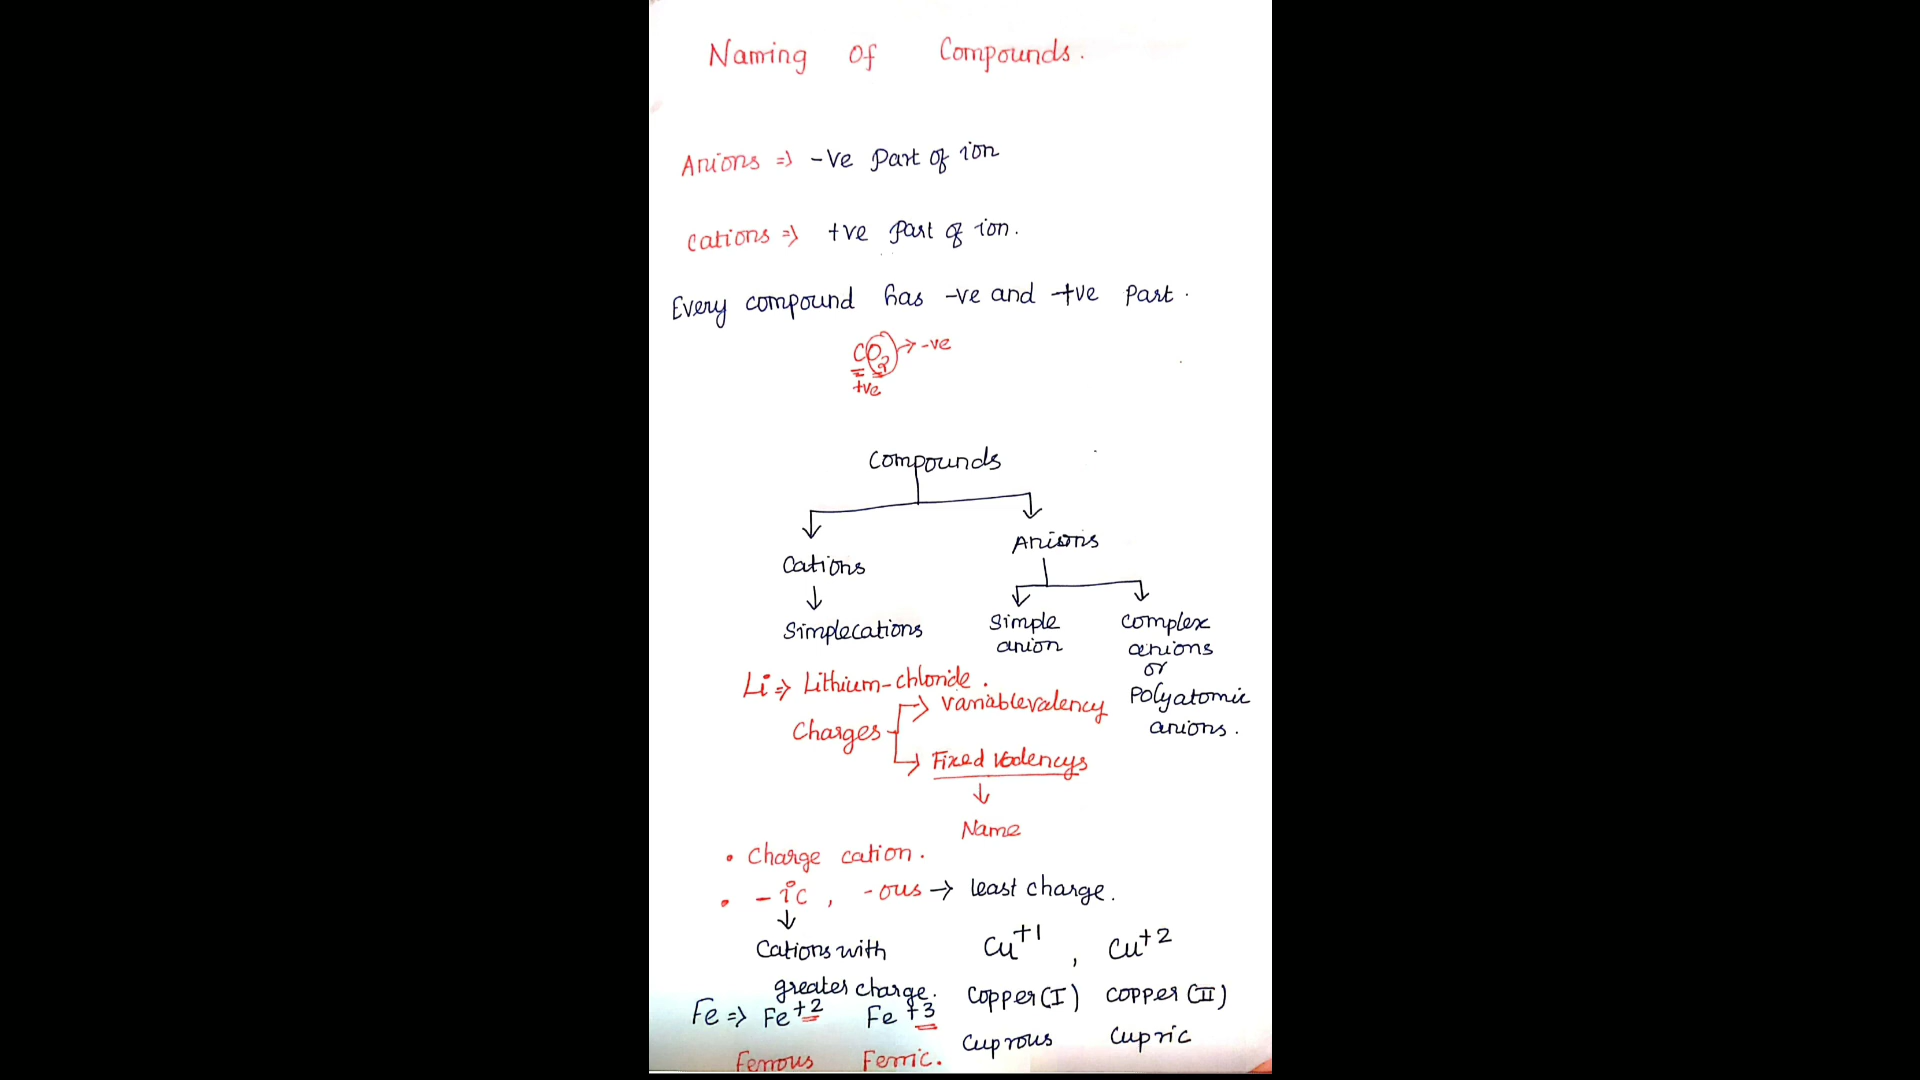 Naming of Compounds.
Anions ⇒ -ve part of ion
Cations ⇒ +ve part of ion.
Every compound has -ve and +ve part.
CO2 → -ve
+ve
Compounds
Anions
Cations
Simplecations
Simple anion
complex anions or Polyatomic anions.
Li ⇒ Lithium-chloride.
Charges
variablevalency
Fixed Valencys
Name
• Charge cation.
• -ic, -ous → least charge.
Cations with greater charge.
Cu+1, Cu+2
copper(I) copper(II)
Cuprous Cupric
Fe ⇒ Fe+2 Fe+3
Ferrous Ferric.